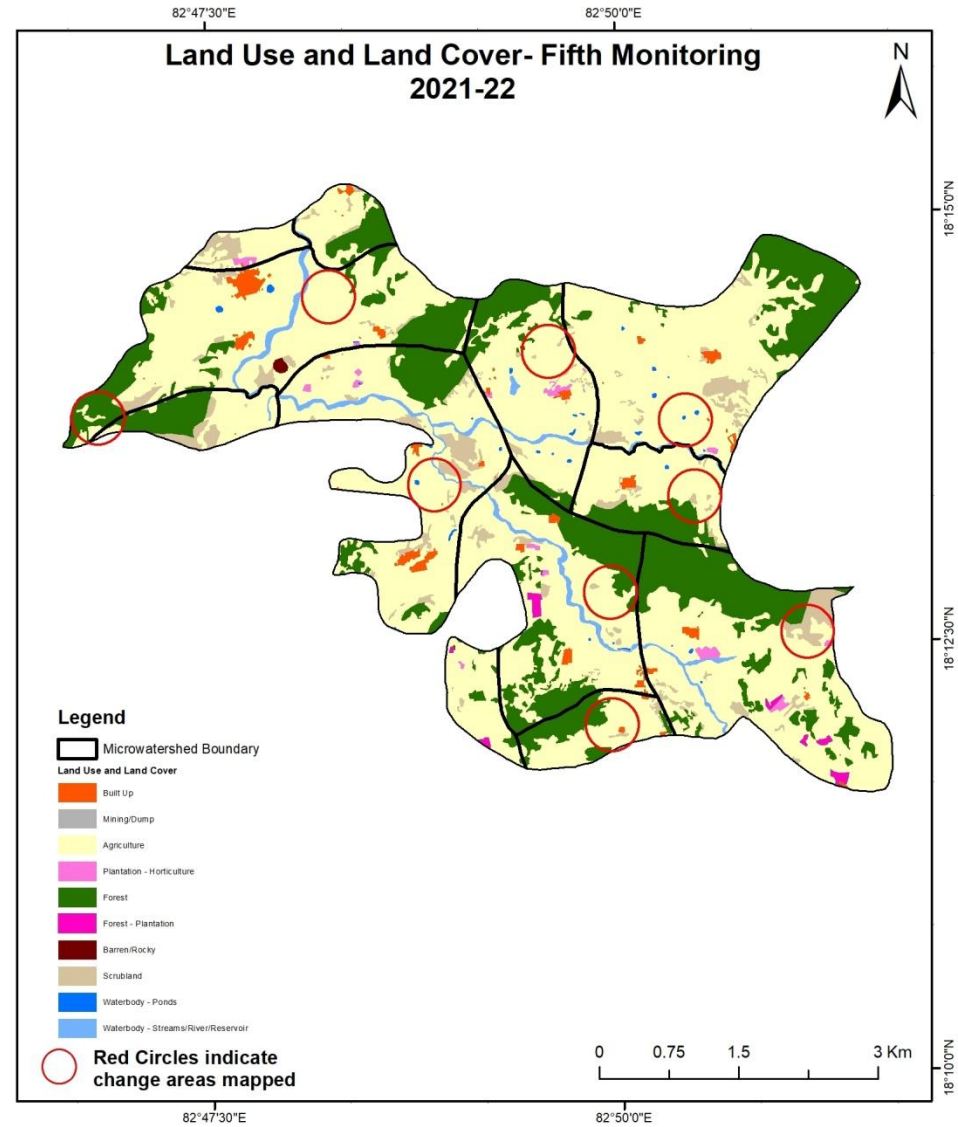 82°47'30"E
82°50'0"E
Land Use and Land Cover- Fifth Monitoring
2021-22
N
18°15'0"N
18°12'30"N
Legend
Microwatershed Boundary
Land Use and Land Cover
Built Up
Mining/Dump
Agriculture
Plantation - Horticulture
Forest
Forest - Plantation
Barren/Rocky
Scrubland
Waterbody - Ponds
Waterbody - Streams/River/Reservoir
Red Circles indicate
change areas mapped
0 0.75 1.5 3 Km
18°10'0"N
82°47'30"E
82°50'0"E